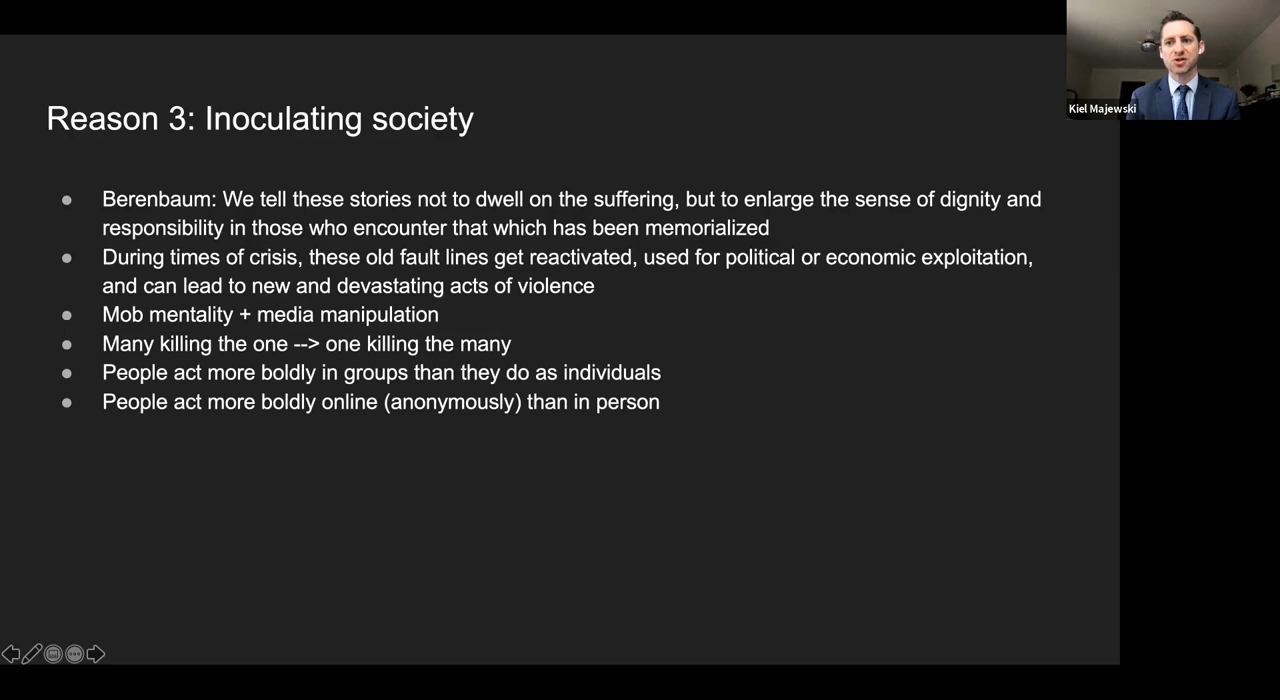 Kiel Majewski
Reason 3: Inoculating society
● Berenbaum: We tell these stories not to dwell on the suffering, but to enlarge the sense of dignity and
responsibility in those who encounter that which has been memorialized
● During times of crisis, these old fault lines get reactivated, used for political or economic exploitation,
and can lead to new and devastating acts of violence
● Mob mentality + media manipulation
● Many killing the one --> one killing the many
● People act more boldly in groups than they do as individuals
● People act more boldly online (anonymously) than in person